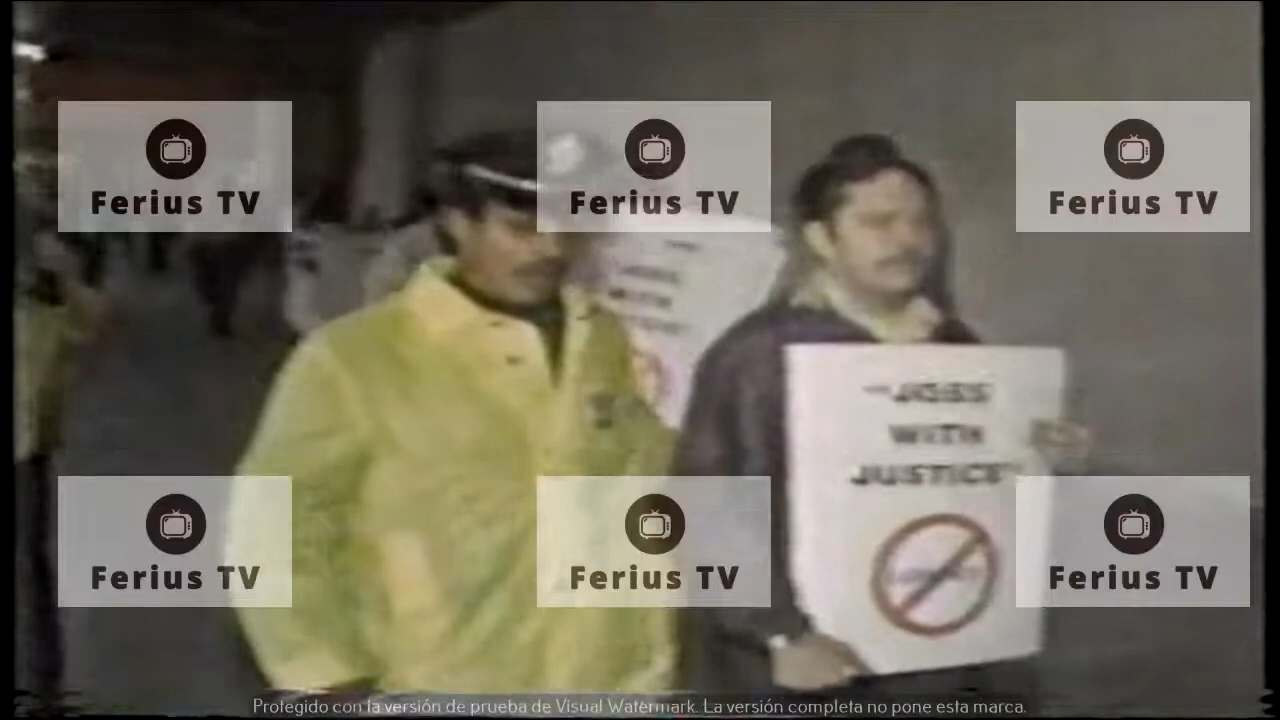 Ferius TV
Ferius TV
Ferius TV
WITH
"JOBS
WITH
JUSTICE"
Ferius TV
Ferius TV
Ferius TV
Protegido con la versión de prueba de Visual Watermark. La versión completa no pone esta marca.